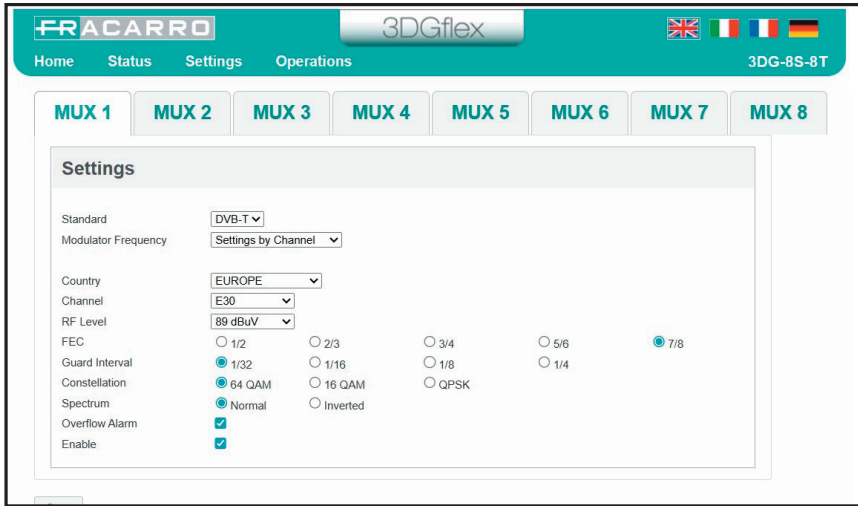 FRACARRO
3DGflex
Home Status Settings Operations 3DG-8S-8T
MUX 1 MUX 2 MUX 3 MUX 4 MUX 5 MUX 6 MUX 7 MUX 8
Settings
Standard DVB-T
Modulator Frequency Settings by Channel
Country EUROPE
Channel E30
RF Level 89 dBuV
FEC 1/2 2/3 3/4 5/6 7/8
Guard Interval 1/32 1/16 1/8 1/4
Constellation 64 QAM 16 QAM QPSK
Spectrum Normal Inverted
Overflow Alarm
Enable